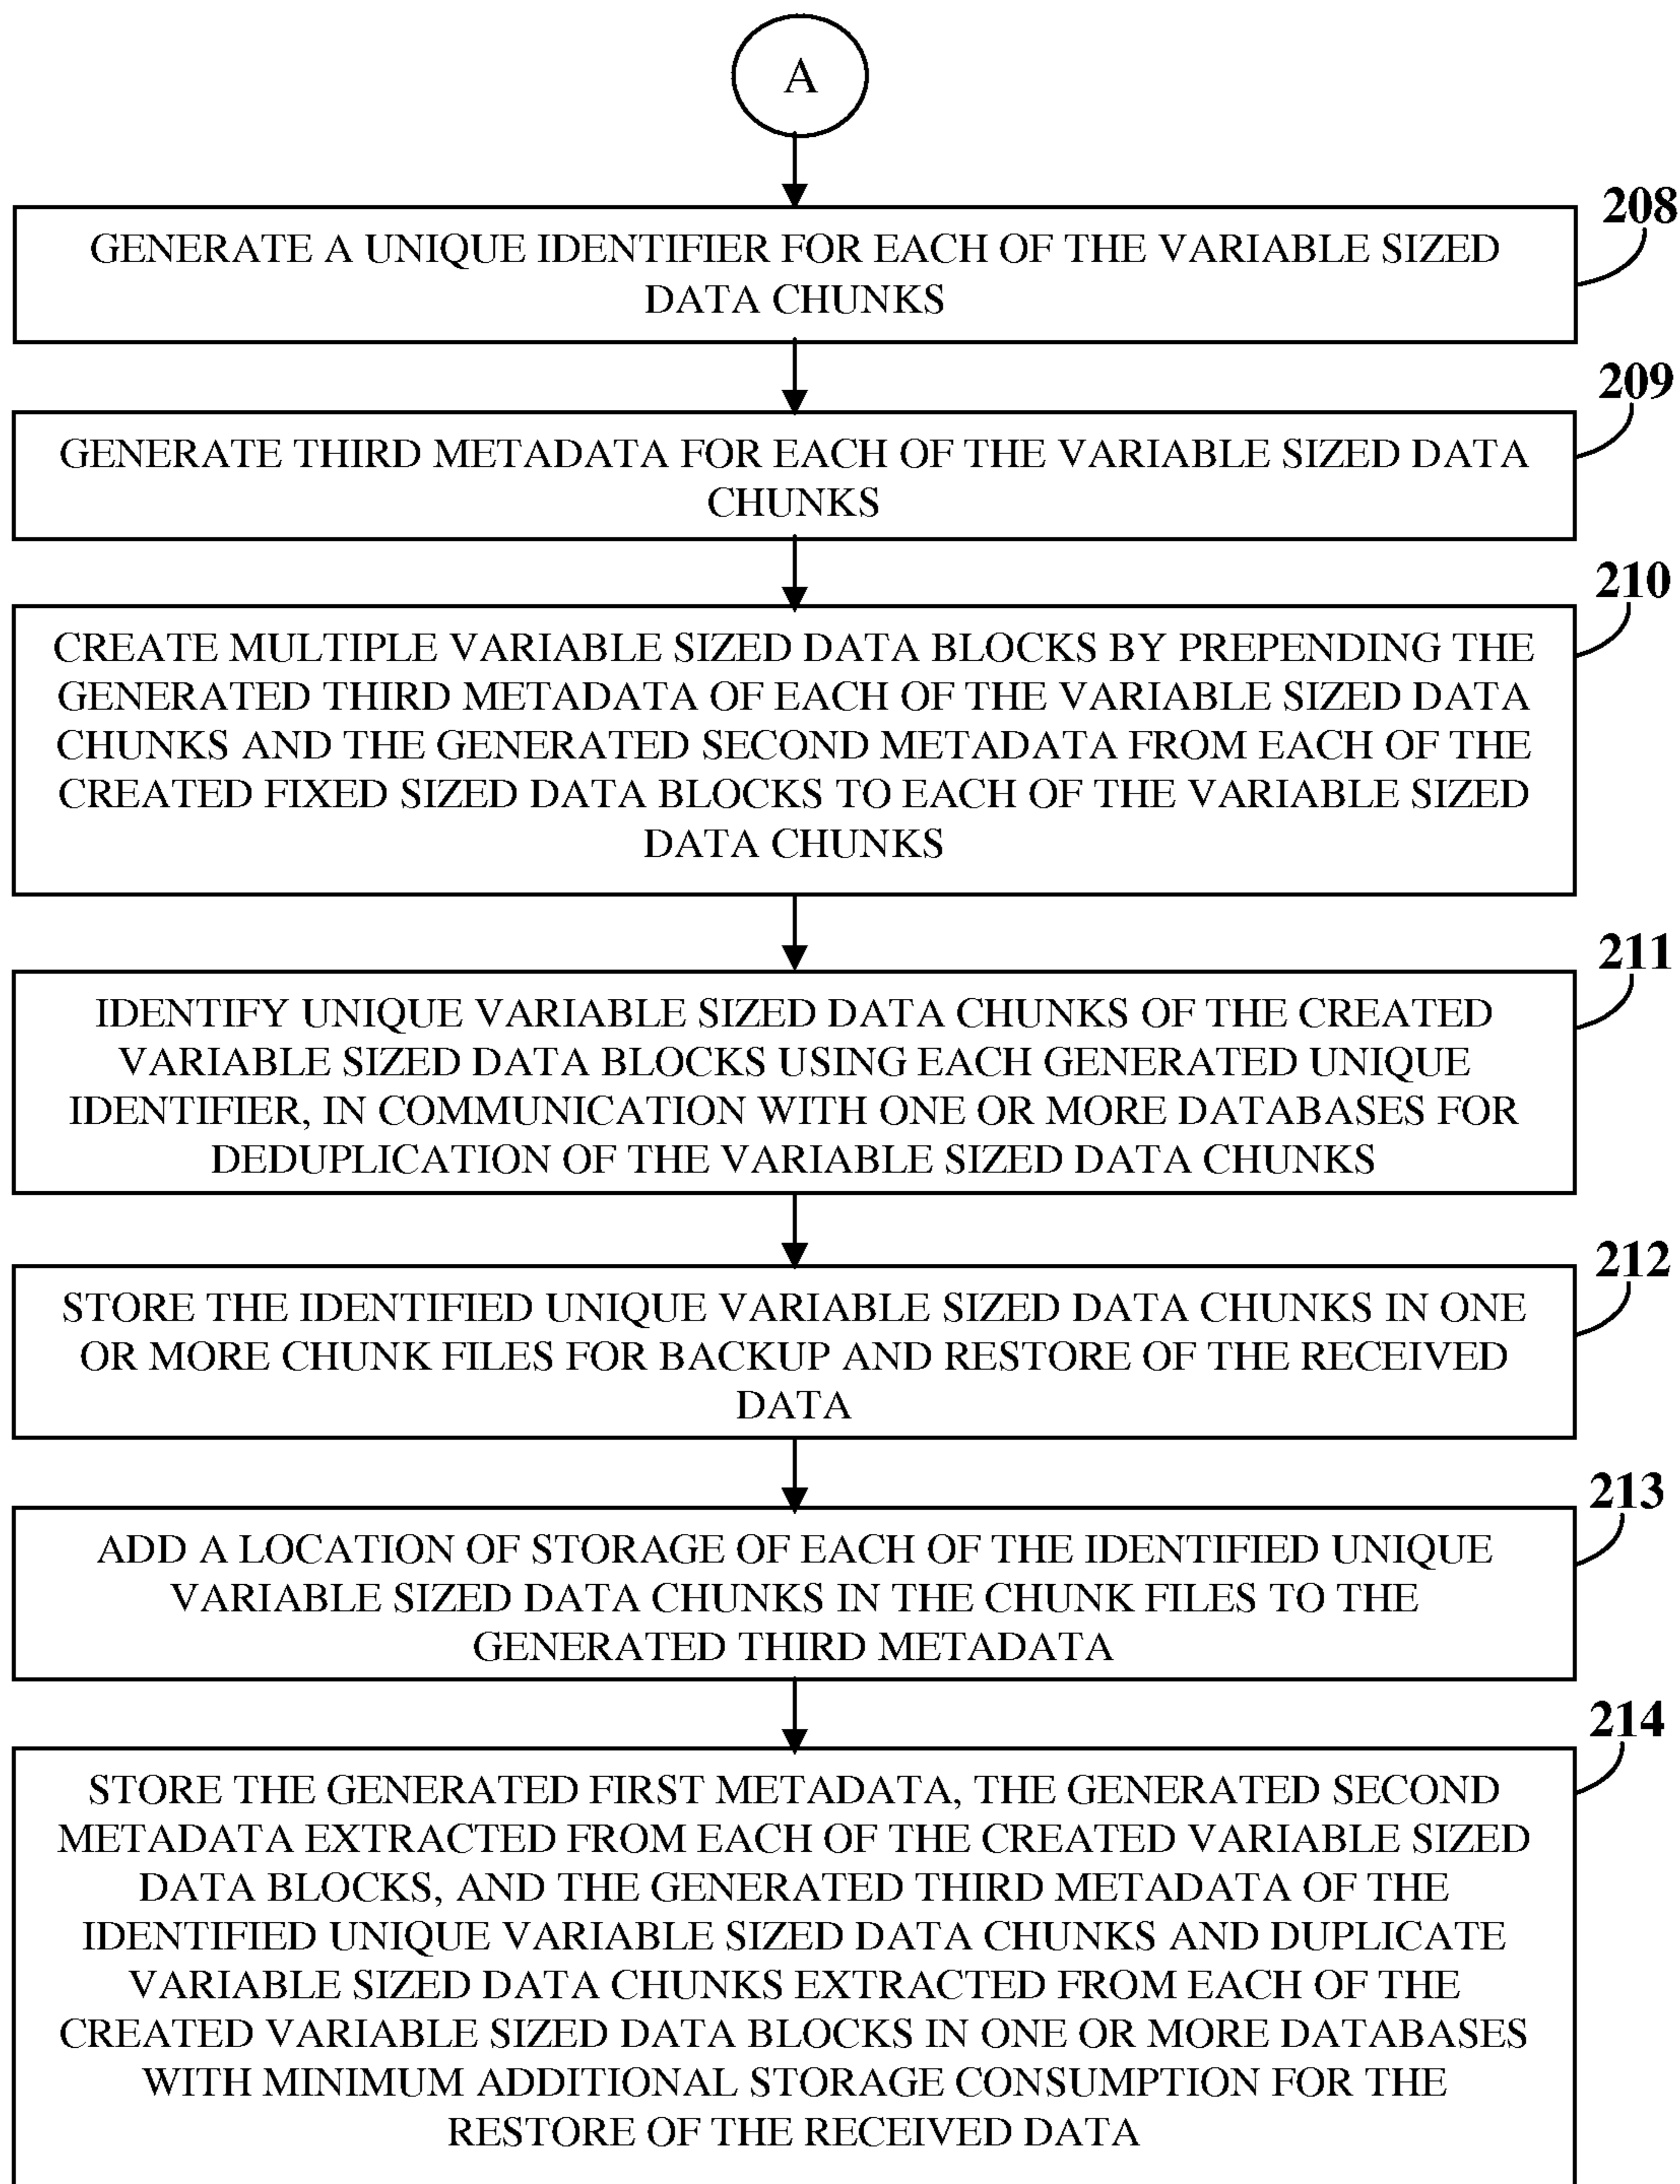 A
208
GENERATE A UNIQUE IDENTIFIER FOR EACH OF THE VARIABLE SIZED
DATA CHUNKS
209
GENERATE THIRD METADATA FOR EACH OF THE VARIABLE SIZED DATA
CHUNKS
210
CREATE MULTIPLE VARIABLE SIZED DATA BLOCKS BY PREPENDING THE
GENERATED THIRD METADATA OF EACH OF THE VARIABLE SIZED DATA
CHUNKS AND THE GENERATED SECOND METADATA FROM EACH OF THE
CREATED FIXED SIZED DATA BLOCKS TO EACH OF THE VARIABLE SIZED
DATA CHUNKS
211
IDENTIFY UNIQUE VARIABLE SIZED DATA CHUNKS OF THE CREATED
VARIABLE SIZED DATA BLOCKS USING EACH GENERATED UNIQUE
IDENTIFIER, IN COMMUNICATION WITH ONE OR MORE DATABASES FOR
DEDUPLICATION OF THE VARIABLE SIZED DATA CHUNKS
212
STORE THE IDENTIFIED UNIQUE VARIABLE SIZED DATA CHUNKS IN ONE
OR MORE CHUNK FILES FOR BACKUP AND RESTORE OF THE RECEIVED
DATA
213
ADD A LOCATION OF STORAGE OF EACH OF THE IDENTIFIED UNIQUE
VARIABLE SIZED DATA CHUNKS IN THE CHUNK FILES TO THE
GENERATED THIRD METADATA
214
STORE THE GENERATED FIRST METADATA, THE GENERATED SECOND
METADATA EXTRACTED FROM EACH OF THE CREATED VARIABLE SIZED
DATA BLOCKS, AND THE GENERATED THIRD METADATA OF THE
IDENTIFIED UNIQUE VARIABLE SIZED DATA CHUNKS AND DUPLICATE
VARIABLE SIZED DATA CHUNKS EXTRACTED FROM EACH OF THE
CREATED VARIABLE SIZED DATA BLOCKS IN ONE OR MORE DATABASES
WITH MINIMUM ADDITIONAL STORAGE CONSUMPTION FOR THE
RESTORE OF THE RECEIVED DATA